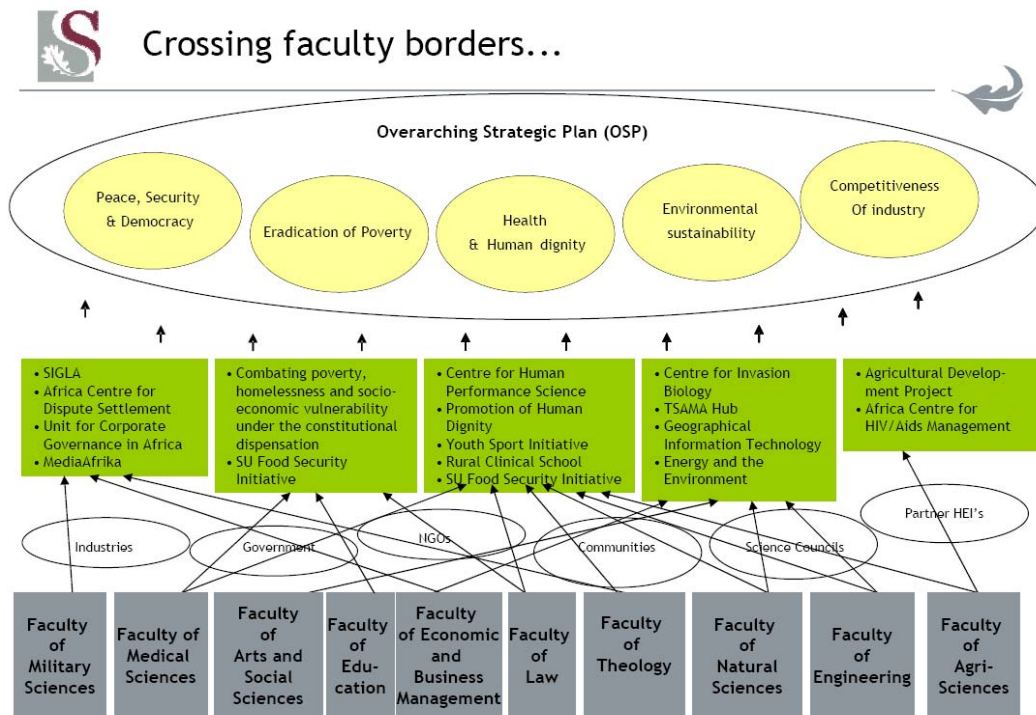 S
Crossing faculty borders...
Overarching Strategic Plan (OSP)
Peace, Security
& Democracy
Eradication of Poverty
Health
& Human dignity
Environmental
sustainability
Competitiveness
Of industry
• SIGLA
• Africa Centre for
Dispute Settlement
• Unit for Corporate
Governance in Africa
• MediaAfrika
• Combating poverty,
homelessness and socio-
economic vulnerability
under the constitutional
dispensation
• SU Food Security
Initiative
• Centre for Human
Performance Science
• Promotion of Human
Dignity
• Youth Sport Initiative
• Rural Clinical School
• SU Food Security Initiative
• Centre for Invasion
Biology
• TSAMA Hub
• Geographical
Information Technology
• Energy and the
Environment
• Agricultural Develop-
ment Project
• Africa Centre for
HIV/Aids Management
Industries
Government
NGOs
Communities
Science Councils
Partner HEI's
Faculty
of
Military
Sciences
Faculty of
Medical
Sciences
Faculty
of
Arts and
Social
Sciences
Faculty
of
Edu-
cation
Faculty
of Economic
and
Business
Management
Faculty
of
Law
Faculty
of
Theology
Faculty
of
Natural
Sciences
Faculty
of
Engineering
Faculty
of
Agri-
Sciences